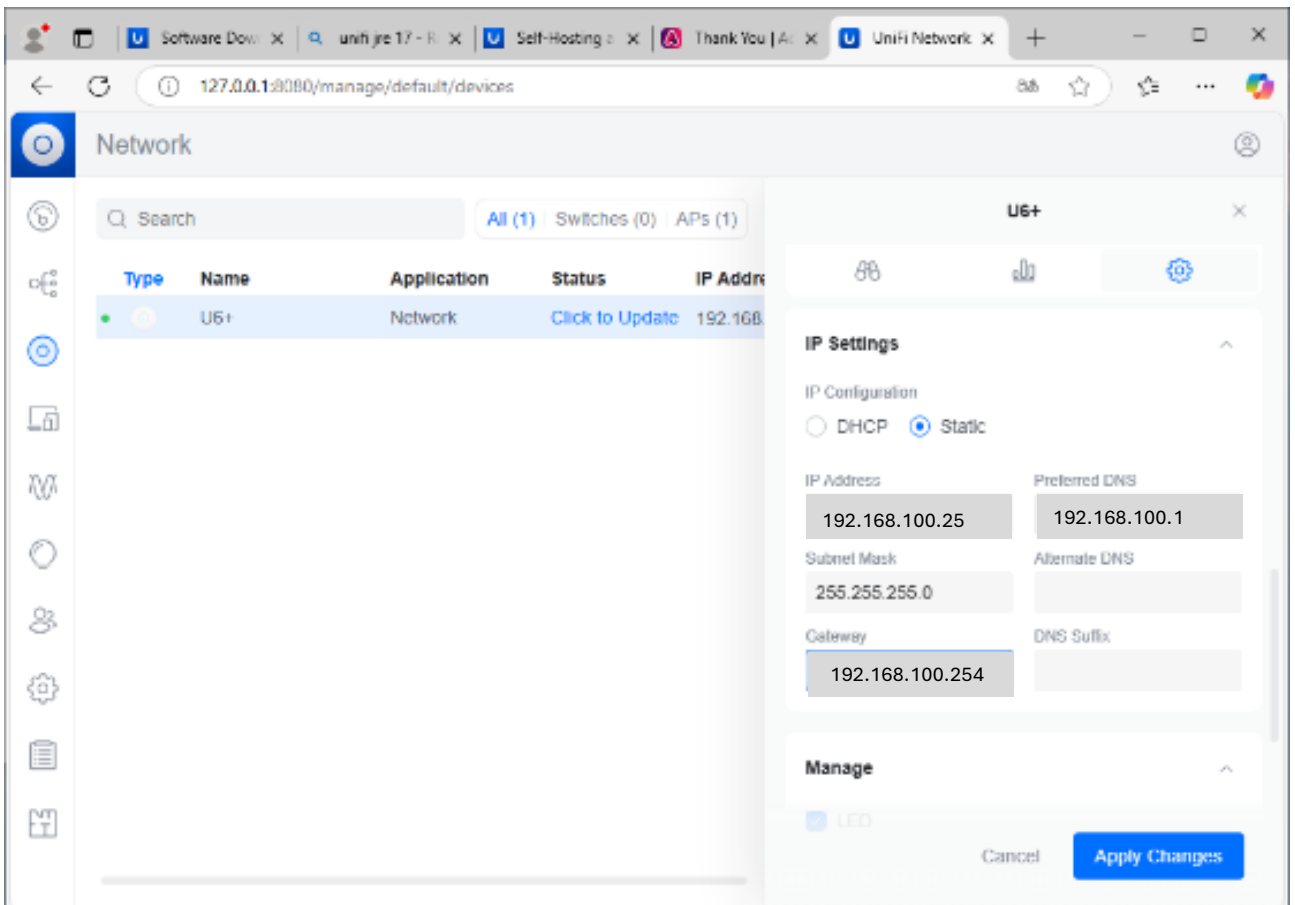 Software Dow
unifi jre 17 -
Self-Hosting a
Thank You | Ac
UniFi Network
127.0.0.1:8080/manage/default/devices
Network
Search
All (1)
Switches (0)
APs (1)
U6+
Type Name Application Status IP Addre
U6+ Network Click to Update 192.168.
IP Settings
IP Configuration
DHCP Static
IP Address Preferred DNS
192.168.100.25 192.168.100.1
Subnet Mask Alternate DNS
255.255.255.0
Gateway DNS Suffix
192.168.100.254
Manage
LED
Cancel Apply Changes